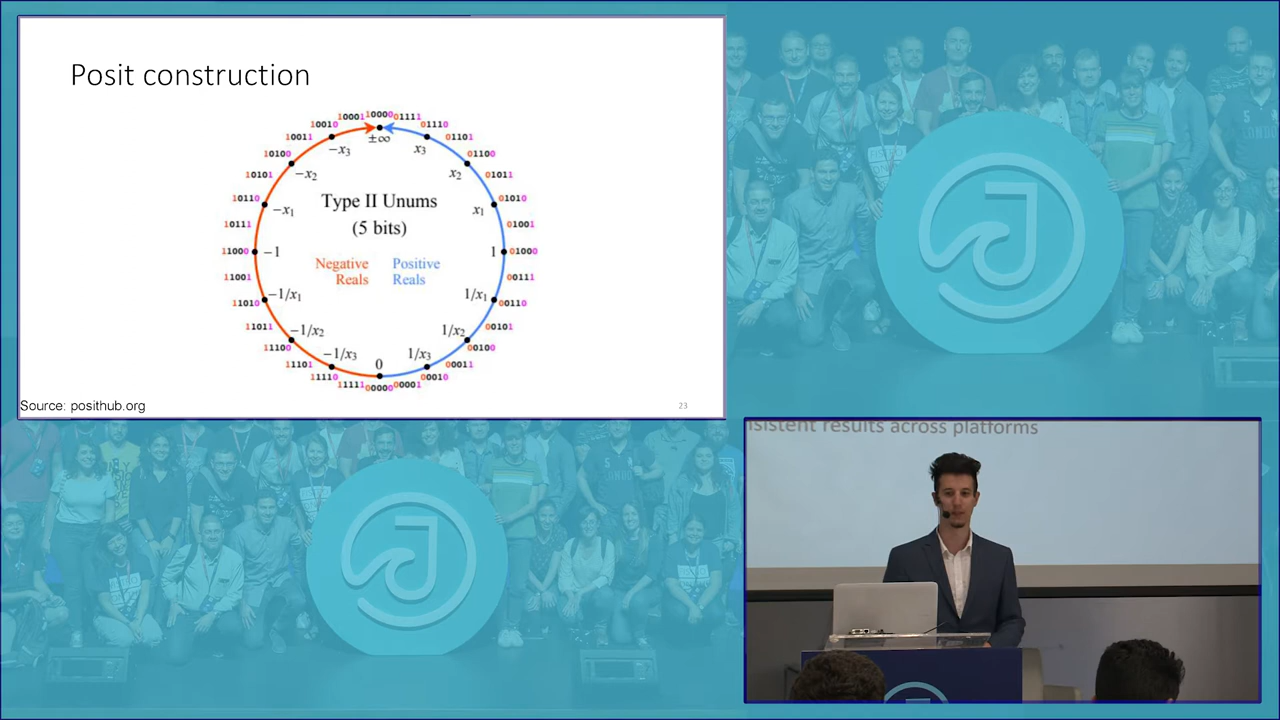 Posit construction
10000
10001
01111
10010
01110
±∞
10011
01101
−x₃
x₃
10100
01100
−x₂
x₂
10101
01011
10110
Type II Unums
01010
−x₁
x₁
10111
(5 bits)
01001
11000
−1
1
01000
Negative
Positive
Reals
Reals
11001
00111
−1/x₁
1/x₁
11010
00110
11011
−1/x₂
1/x₂
00101
11100
00100
−1/x₃
0
1/x₃
11101
00011
11110
00010
11111
00000
00001
Source: posithub.org
23
nsistent results across platforms